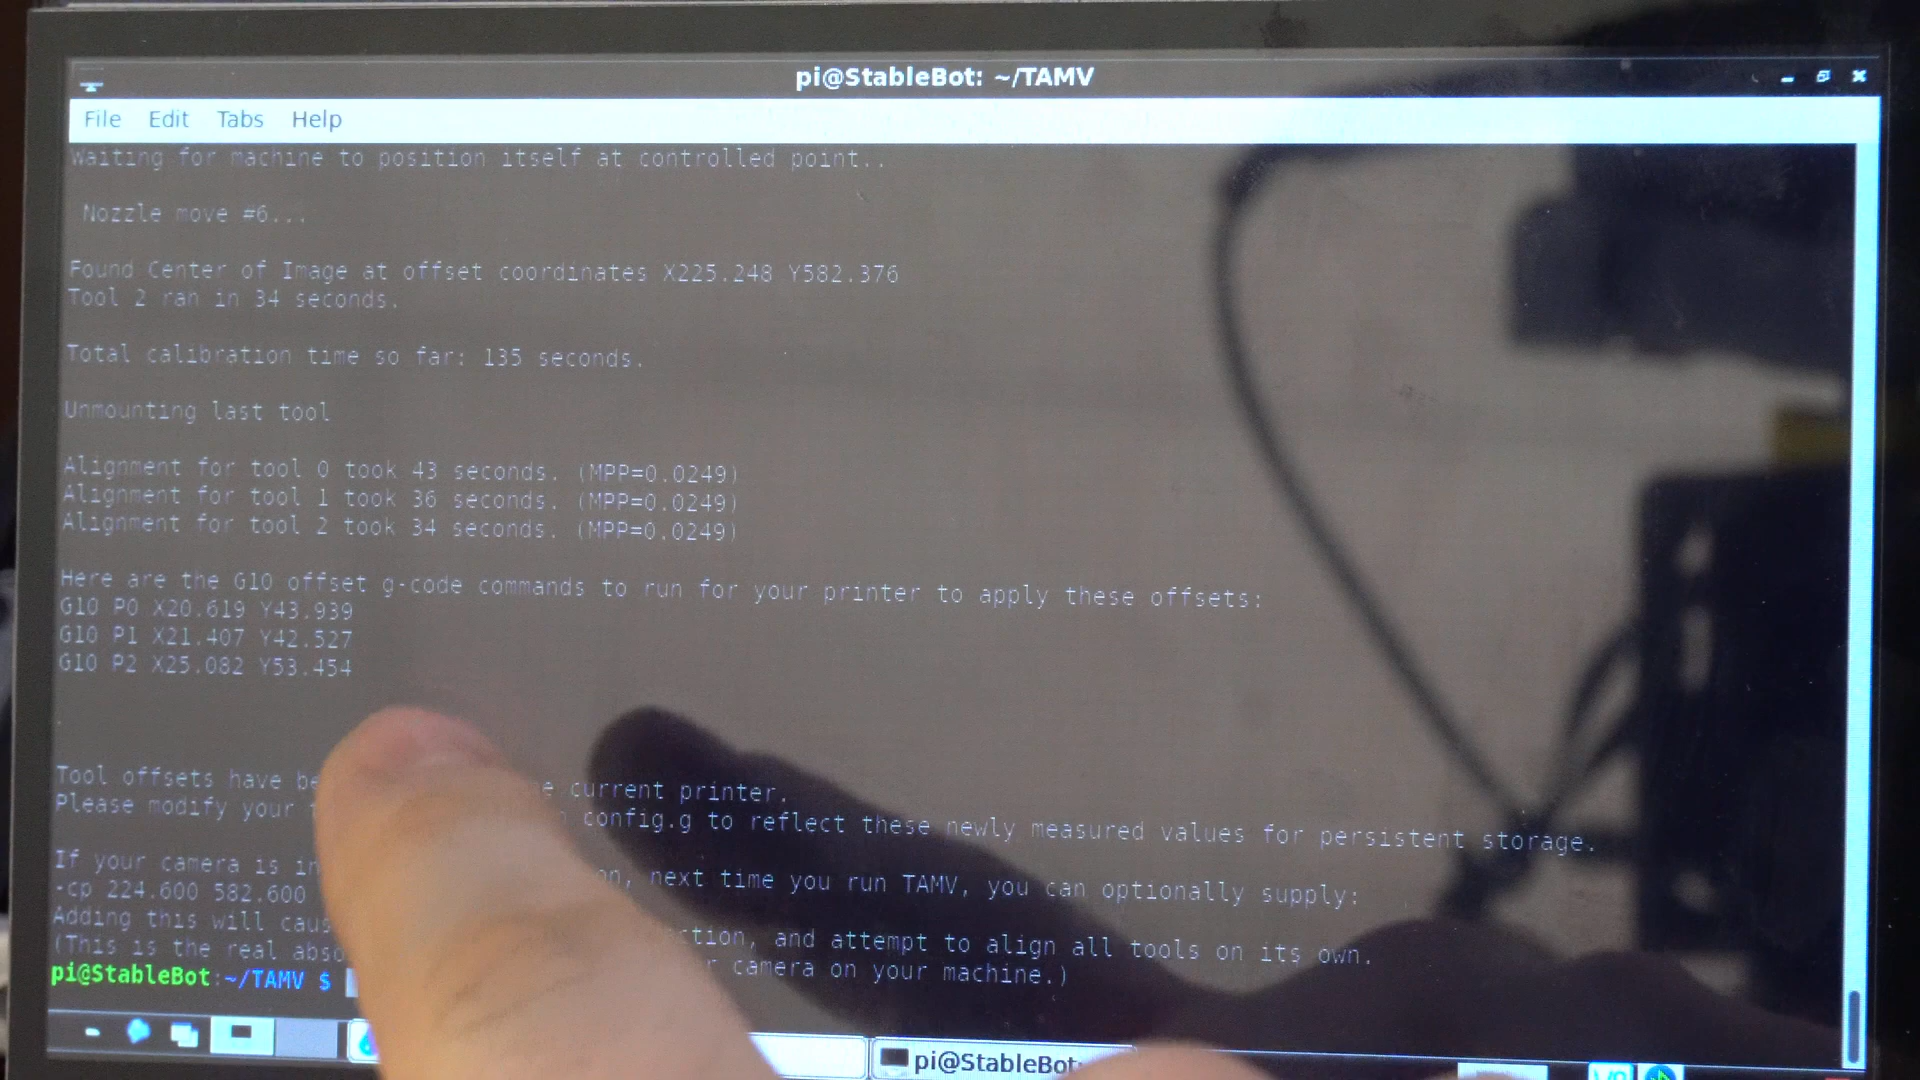 pi@StableBot: ~/TAMV
File Edit Tabs Help
Waiting for machine to position itself at controlled point..
Nozzle move #6...
Found Center of Image at offset coordinates X225.248 Y582.376
Tool 2 ran in 34 seconds.
Total calibration time so far: 135 seconds.
Unmounting last tool
Alignment for tool 0 took 43 seconds. (MPP=0.0249)
Alignment for tool 1 took 36 seconds. (MPP=0.0249)
Alignment for tool 2 took 34 seconds. (MPP=0.0249)
Here are the G10 offset g-code commands to run for your printer to apply these offsets:
G10 P0 X20.619 Y43.939
G10 P1 X21.407 Y42.527
G10 P2 X25.082 Y53.454
Tool offsets have current printer.
Please modify your config.g to reflect these newly measured values for persistent storage.
If your camera is next time you run TAMV, you can optionally supply:
-cp 224.600 582.600
Adding this will and attempt to align all tools on its own.
(This is the real camera on your machine.)
pi@StableBot:~/TAMV $
pi@StableBot: